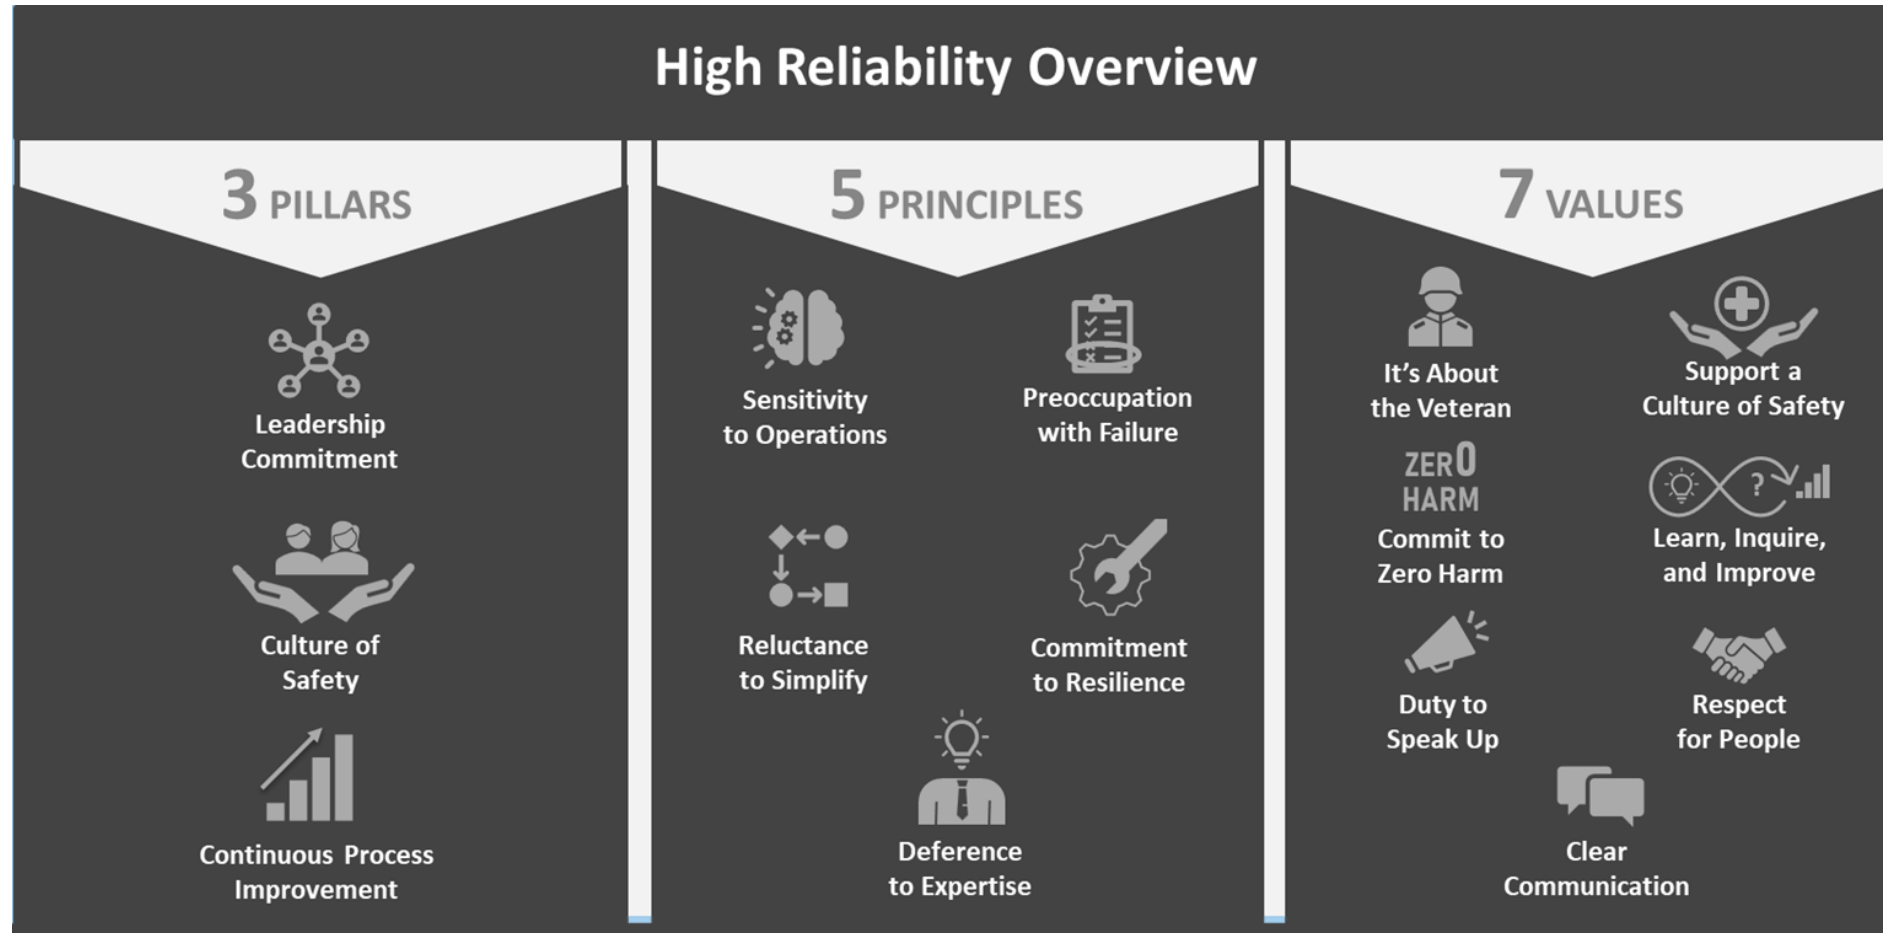 High Reliability Overview
3 PILLARS
Leadership
Commitment
Culture of
Safety
Continuous Process
Improvement
5 PRINCIPLES
Sensitivity
to Operations
Preoccupation
with Failure
Reluctance
to Simplify
Commitment
to Resilience
Deference
to Expertise
7 VALUES
It's About
the Veteran
Support a
Culture of Safety
ZERO
HARM
Commit to
Zero Harm
?
Learn, Inquire,
and Improve
Duty to
Speak Up
Respect
for People
Clear
Communication